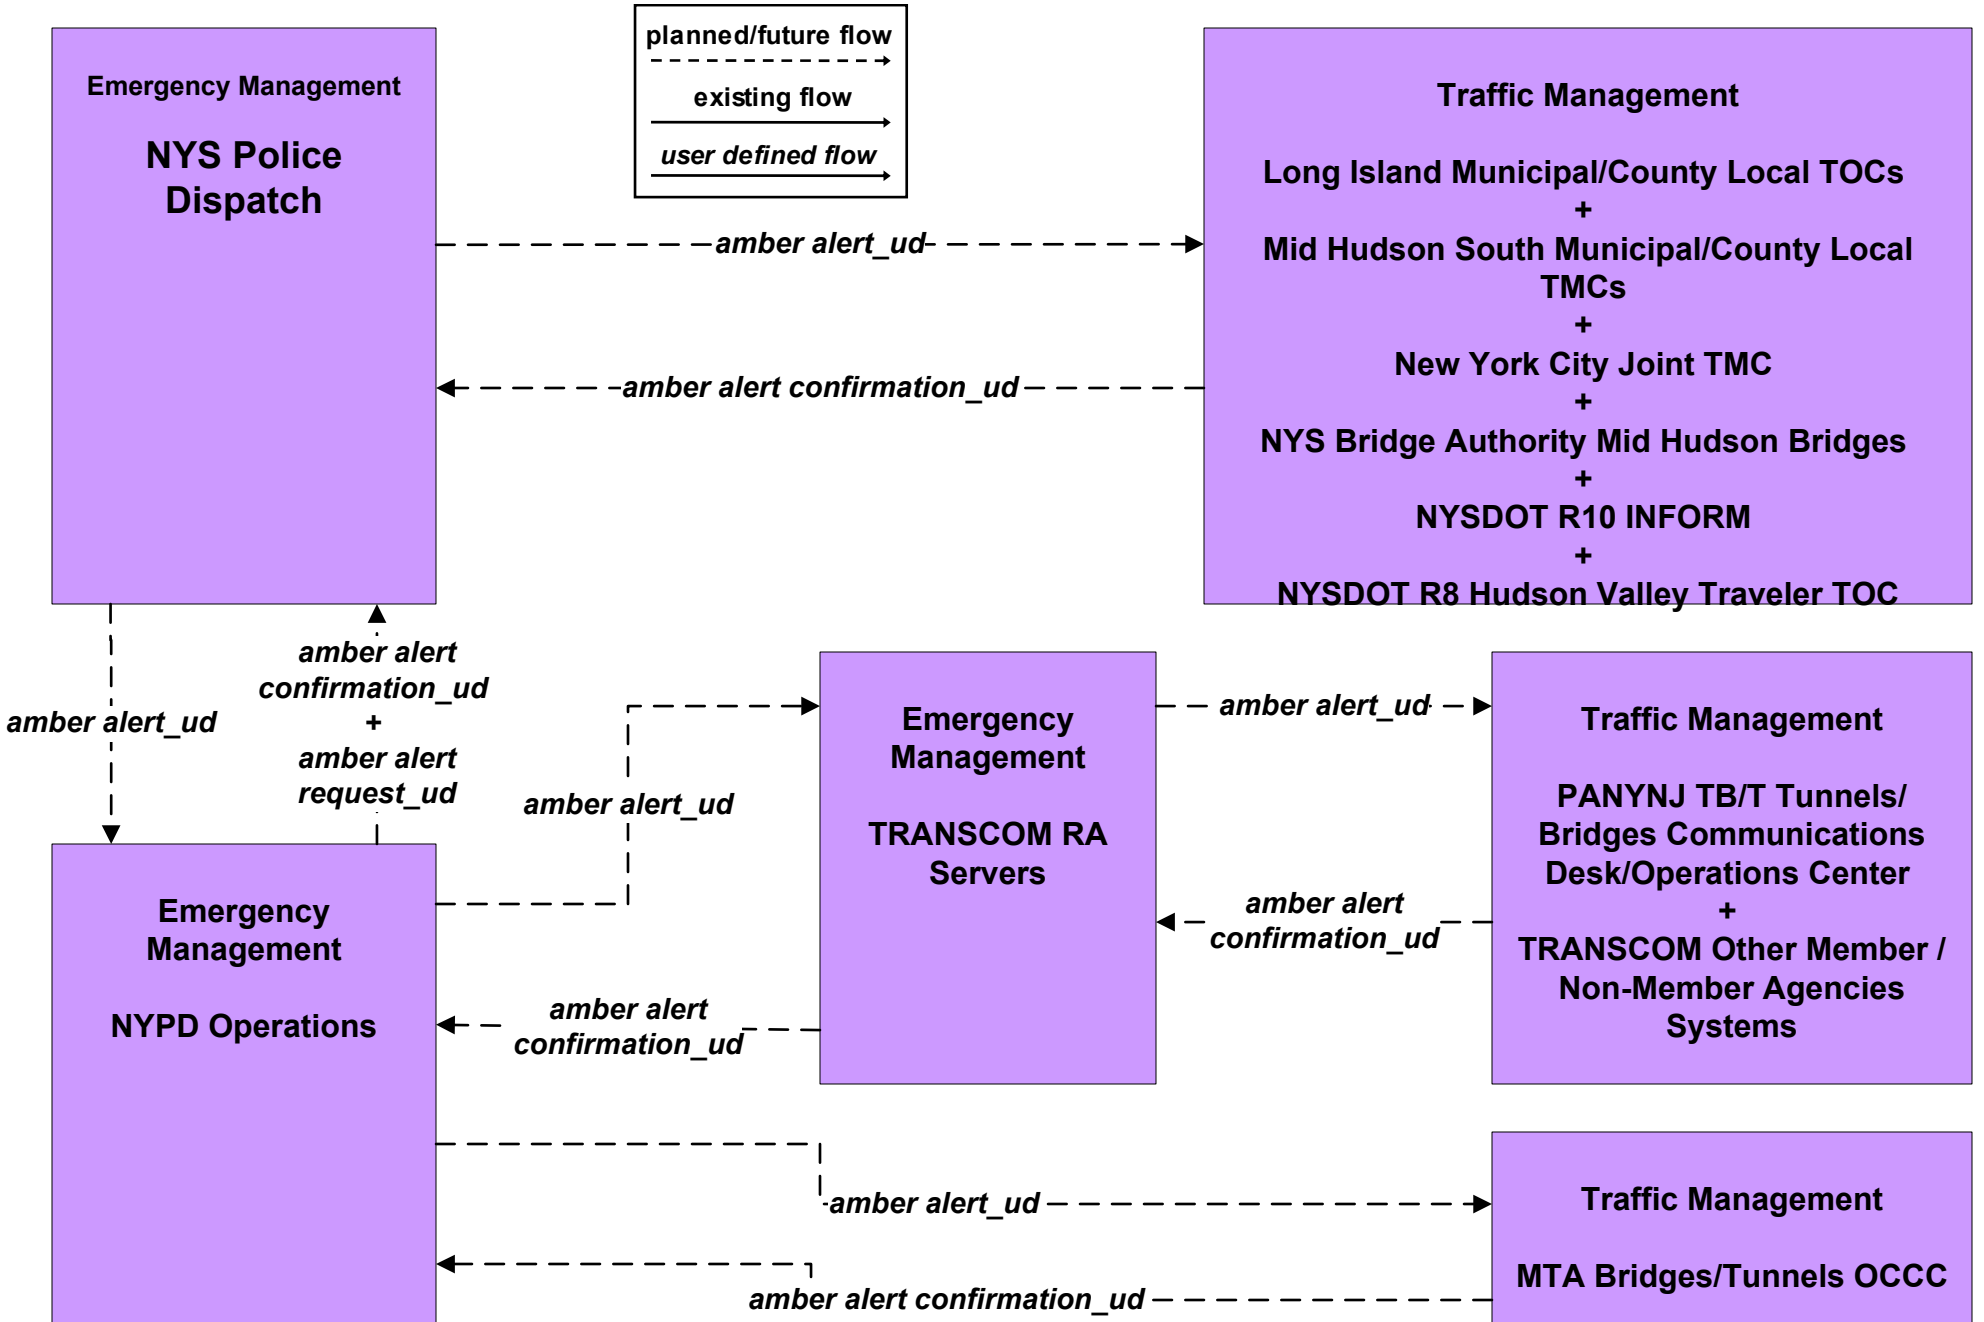 planned/future flow
existing flow
user defined flow
Emergency Management
NYS Police
Dispatch
Traffic Management
Long Island Municipal/County Local TOCs
+
Mid Hudson South Municipal/County Local
TMCs
+
New York City Joint TMC
+
NYS Bridge Authority Mid Hudson Bridges
+
NYSDOT R10 INFORM
+
NYSDOT R8 Hudson Valley Traveler TOC
amber alert_ud
amber alert confirmation_ud
amber alert_ud
amber alert
confirmation_ud
+
amber alert
request_ud
amber alert_ud
Emergency
Management
TRANSCOM RA
Servers
amber alert_ud
amber alert
confirmation_ud
Traffic Management
PANYNJ TB/T Tunnels/
Bridges Communications
Desk/Operations Center
+
TRANSCOM Other Member /
Non-Member Agencies
Systems
Emergency
Management
NYPD Operations
amber alert
confirmation_ud
amber alert_ud
amber alert confirmation_ud
Traffic Management
MTA Bridges/Tunnels OCCC